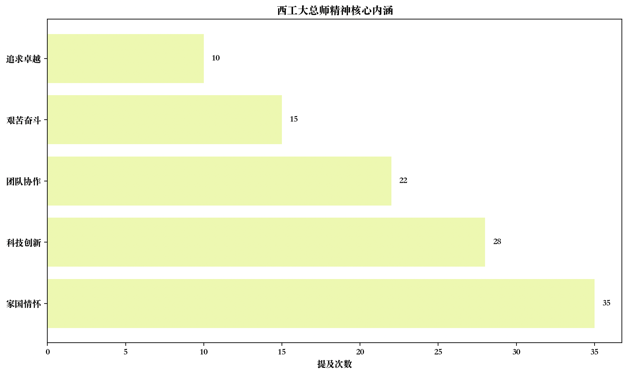 西工大总师精神核心内涵
追求卓越
10
艰苦奋斗
15
团队协作
22
科技创新
28
家国情怀
35
0 5 10 15 20 25 30 35
提及次数